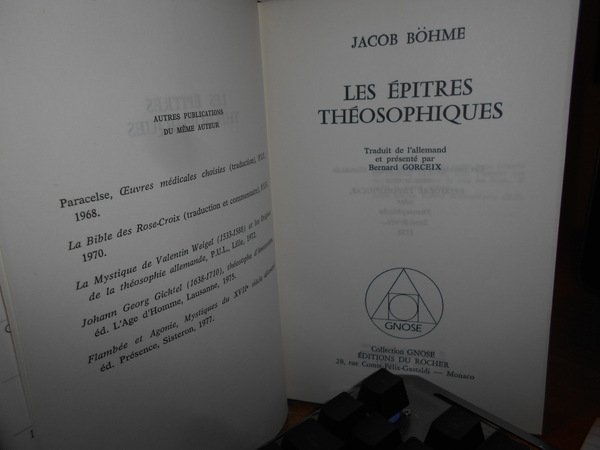 AUTRES PUBLICATIONS
DU MÊME AUTEUR
Paracelse, Œuvres médicales choisies (traduction), P.U.F.,
1968.
La Bible des Rose-Croix (traduction et commentaire),
1970.
La Mystique de Valentin Weigel (1533-1588) et les
de la théosophie allemande, P.U.L., Lille, 1972.
Johann Georg Gichtel (1638-1710), théosophe d'Amsterdam,
éd. L'Age d'Homme, Lausanne, 1975.
Flambée et Agonie, Mystiques du XVIIe siècle
éd. Présence, Sisteron, 1977.
JACOB BÖHME
LES ÉPITRES
THÉOSOPHIQUES
Traduit de l'allemand
et présenté par
Bernard GORCEIX
GNOSE
Collection GNOSE
ÉDITIONS DU ROCHER
28, rue Comte-Félix-Gastaldi — Monaco